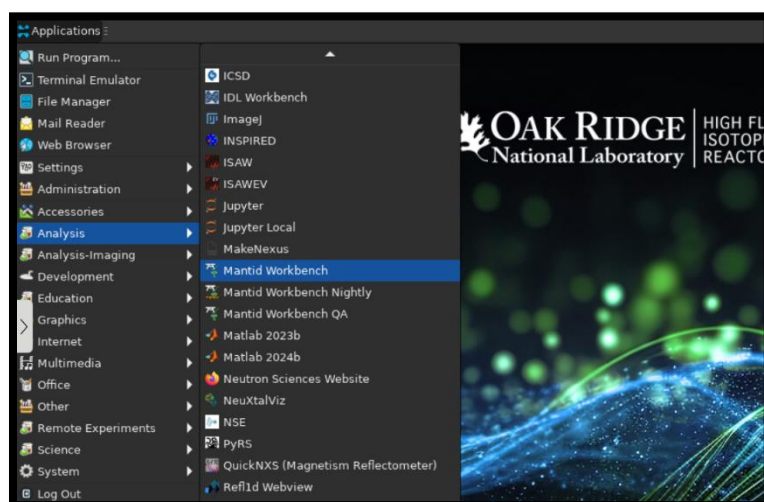 Applications
Run Program...
Terminal Emulator
File Manager
Mail Reader
Web Browser
Settings
Administration
Accessories
Analysis
Analysis-Imaging
Development
Education
Graphics
Internet
Multimedia
Office
Other
Remote Experiments
Science
System
Log Out
ICSD
IDL Workbench
ImageJ
INSPIRED
ISAW
ISAWEV
Jupyter
Jupyter Local
MakeNexus
Mantid Workbench
Mantid Workbench Nightly
Mantid Workbench QA
Matlab 2023b
Matlab 2024b
Neutron Sciences Website
NeuXtalViz
NSE
PyRS
QuickNXS (Magnetism Reflectometer)
Refl1d Webview
OAK RIDGE
National Laboratory
HIGH FL
ISOTOP
REACTO